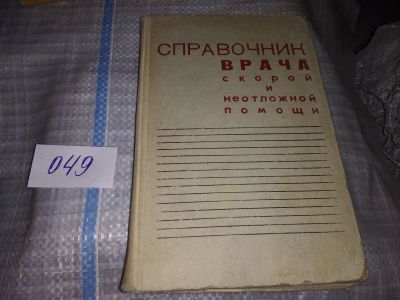 СПРАВОЧНИК
ВРАЧА
скорой
и
неотложной
помощи
049